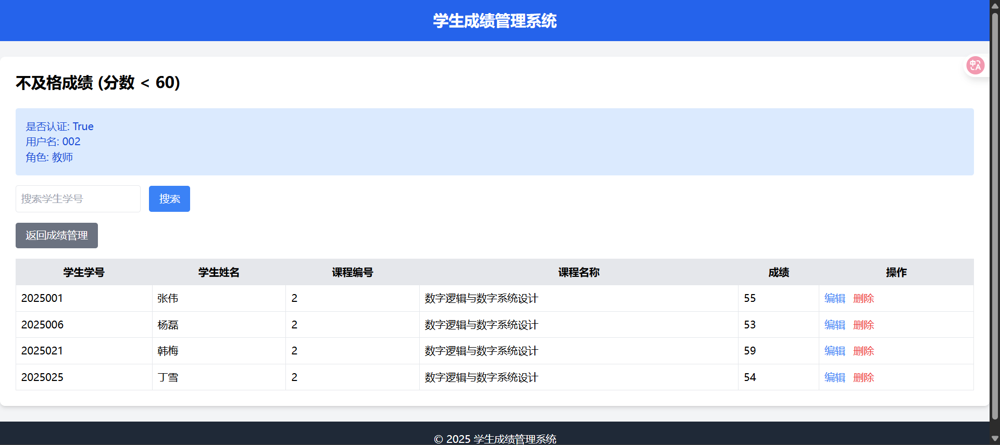 学生成绩管理系统
不及格成绩 (分数 < 60)
是否认证: True
用户名: 002
角色: 教师
搜索学生学号 搜索
返回成绩管理
学生学号 学生姓名 课程编号 课程名称 成绩 操作
2025001 张伟 2 数字逻辑与数字系统设计 55 编辑 删除
2025006 杨磊 2 数字逻辑与数字系统设计 53 编辑 删除
2025021 韩梅 2 数字逻辑与数字系统设计 59 编辑 删除
2025025 丁雪 2 数字逻辑与数字系统设计 54 编辑 删除
© 2025 学生成绩管理系统